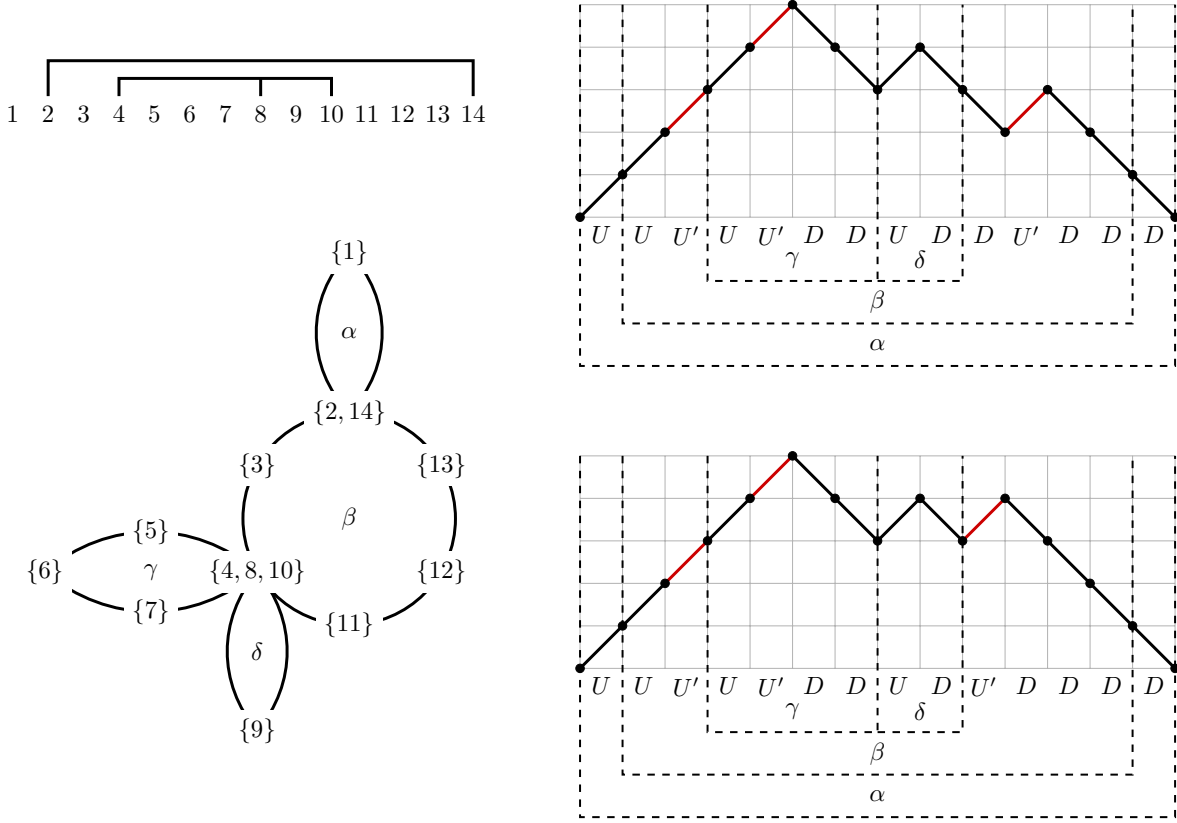 1 2 3 4 5 6 7 8 9 10 11 12 13 14
{1}
α
{2, 14}
{3} {13}
β
{5}
{6} γ {4, 8, 10} {12}
{7} {11}
δ
{9}
U U U′ U U′ D D U D D U′ D D D
γ δ
β
α
U U U′ U U′ D D U D U′ D D D D
γ δ
β
α